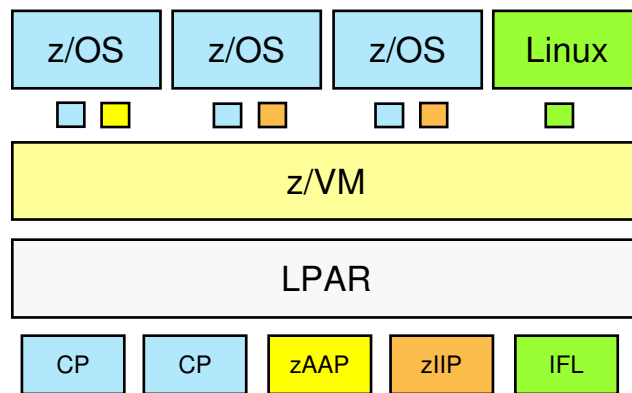 z/OS z/OS z/OS Linux
z/VM
LPAR
CP CP zAAP zIIP IFL